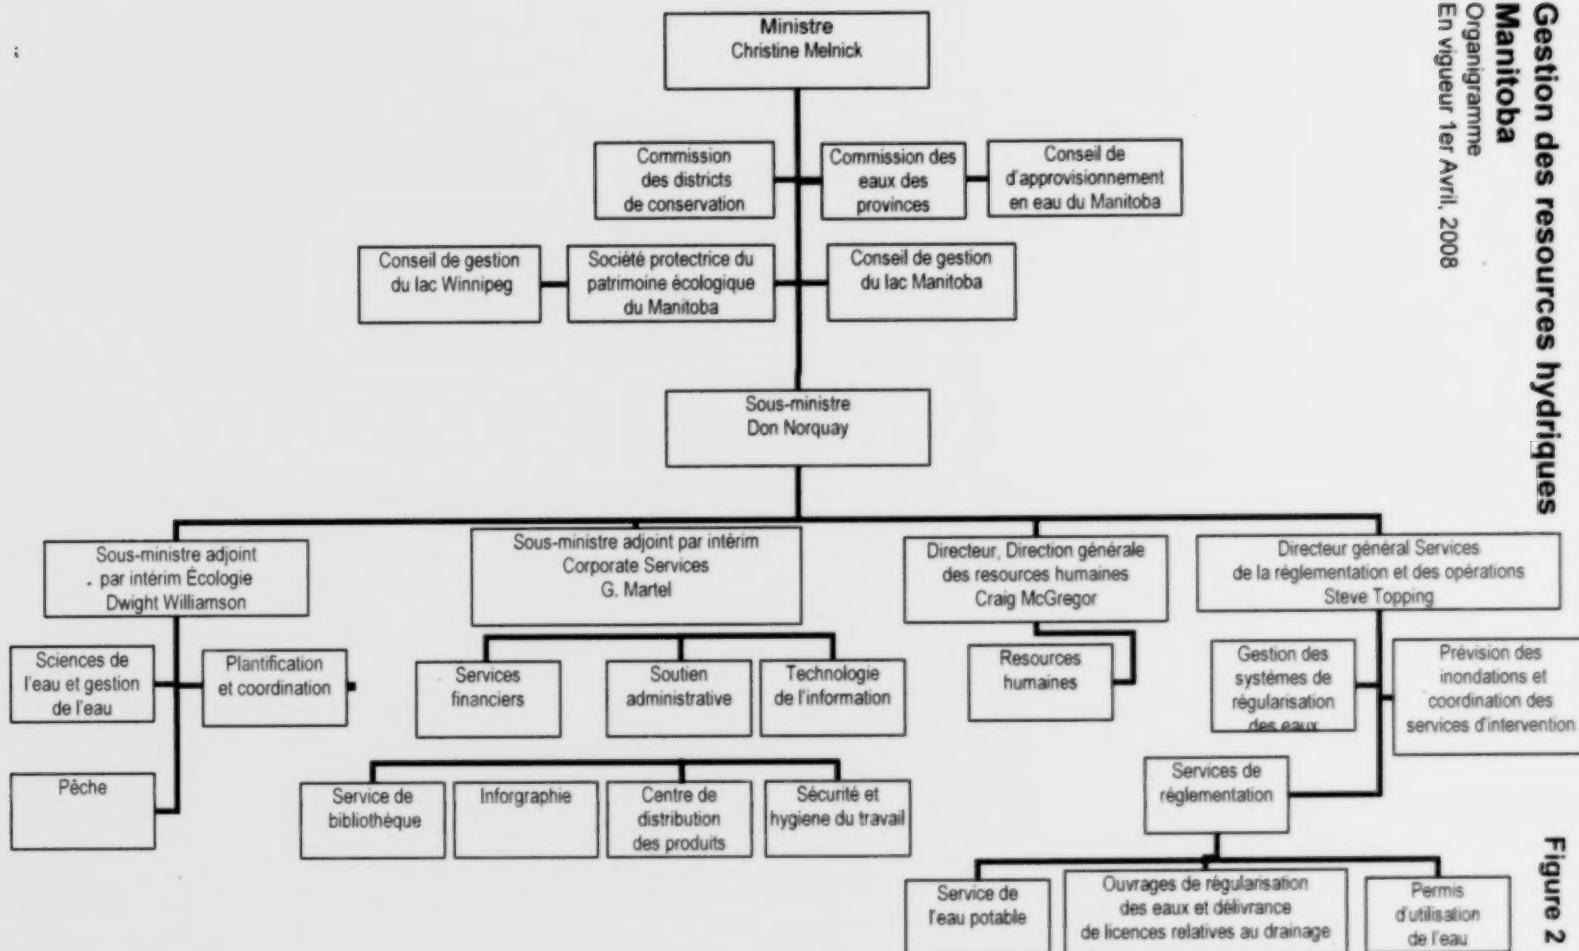 Gestion des resources hydriques
Manitoba
Organigramme
En vigueur 1er Avril, 2008
Ministre
Christine Melnick
Commission
des districts
de conservation
Commission des
eaux des
provinces
Conseil de
d'approvisionnement
en eau du Manitoba
Conseil de gestion
du lac Winnipeg
Société protectrice du
patrimoine écologique
du Manitoba
Conseil de gestion
du lac Manitoba
Sous-ministre
Don Norquay
Sous-ministre adjoint
par intérim Écologie
Dwight Williamson
Sous-ministre adjoint par intérim
Corporate Services
G. Martel
Directeur, Direction générale
des resources humaines
Craig McGregor
Directeur général Services
de la réglementation et des opérations
Steve Topping
Sciences de
l'eau et gestion
de l'eau
Plantification
et coordination
Services
financiers
Soutien
administrative
Technologie
de l'information
Resources
humaines
Gestion des
systèmes de
régularisation
des eaux
Prévision des
inondations et
coordination des
services d'intervention
Pêche
Service de
bibliothèque
Inforgraphie
Centre de
distribution
des produits
Sécurité et
hygiene du travail
Services de
réglementation
Service de
l'eau potable
Ouvrages de régularisation
des eaux et délivrance
de licences relatives au drainage
Permis
d'utilisation
de l'eau
Figure 2